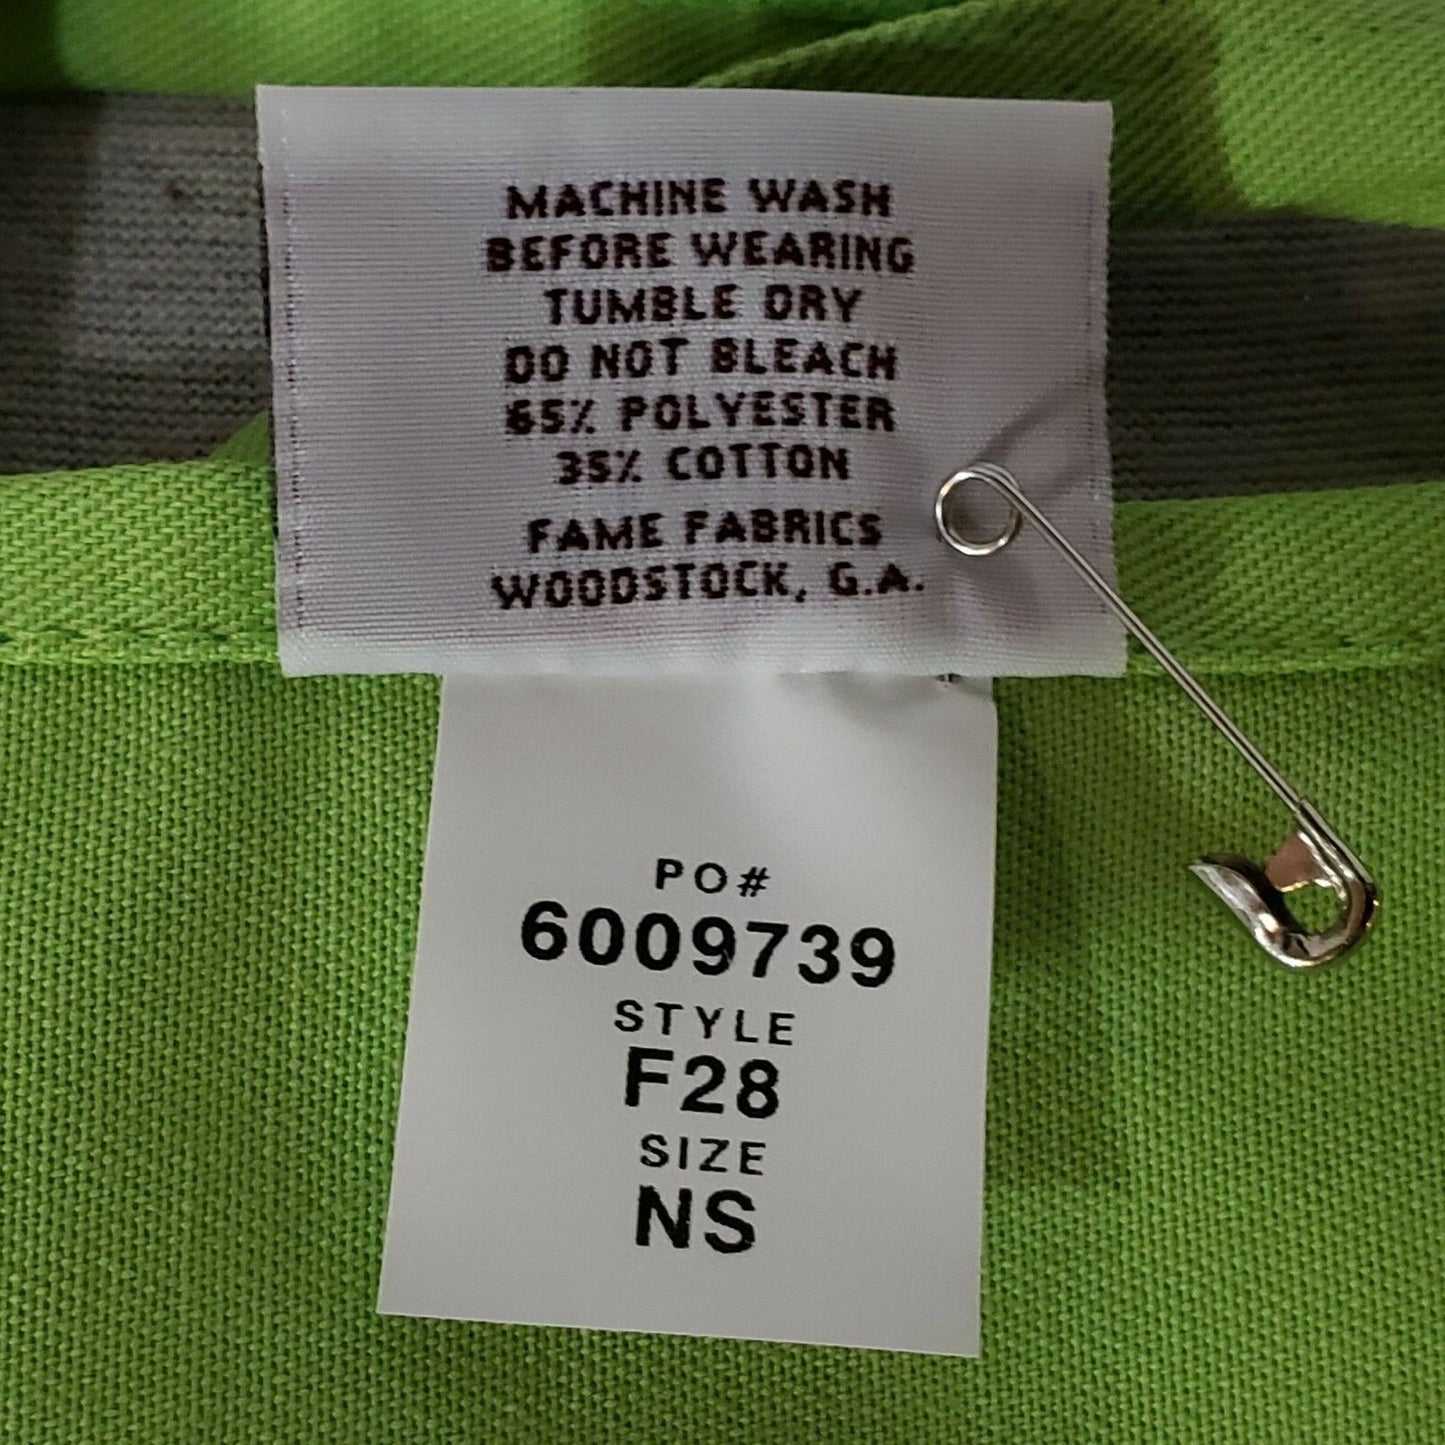 MACHINE WASH
BEFORE WEARING
TUMBLE DRY
DO NOT BLEACH
65% POLYESTER
35% COTTON
FAME FABRICS
WOODSTOCK, G.A.
PO#
6009739
STYLE
F28
SIZE
NS